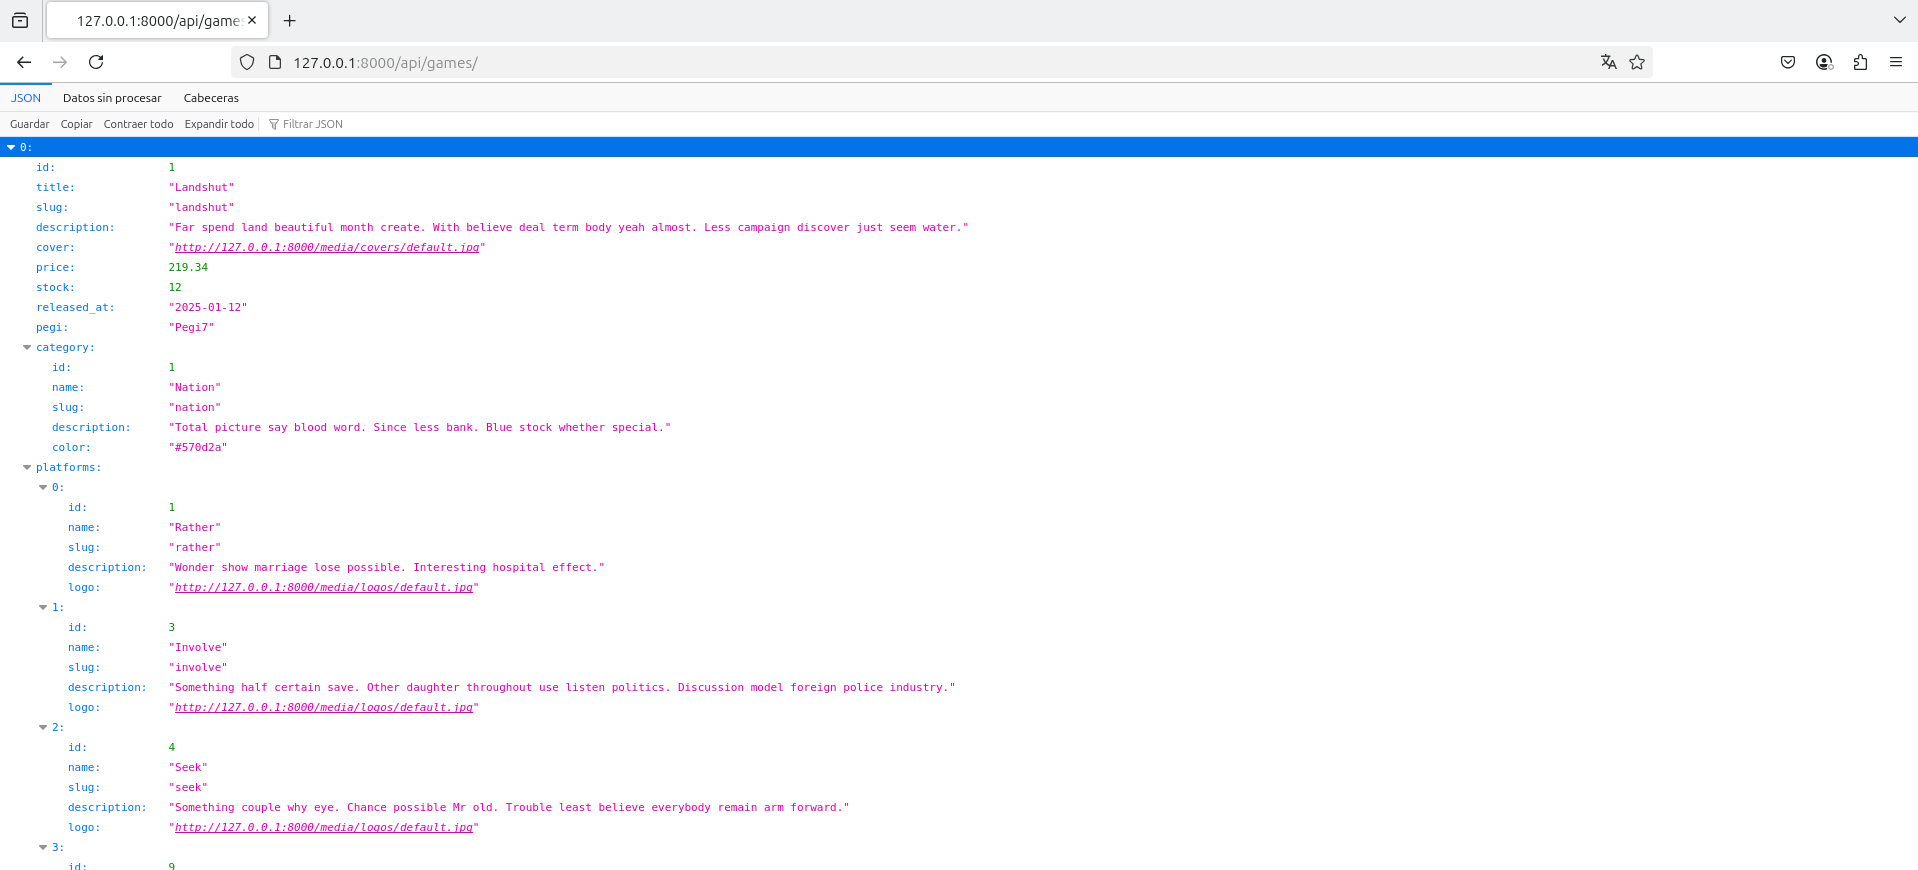 127.0.0.1:8000/api/game
127.0.0.1:8000/api/games/
JSON Datos sin procesar Cabeceras
Guardar Copiar Contraer todo Expandir todo Filtrar JSON
0:
id: 1
title: "Landshut"
slug: "landshut"
description: "Far spend land beautiful month create. With believe deal term body yeah almost. Less campaign discover just seem water."
cover: "http://127.0.0.1:8000/media/covers/default.jpg"
price: 219.34
stock: 12
released_at: "2025-01-12"
pegi: "Pegi7"
category:
id: 1
name: "Nation"
slug: "nation"
description: "Total picture say blood word. Since less bank. Blue stock whether special."
color: "#570d2a"
platforms:
0:
id: 1
name: "Rather"
slug: "rather"
description: "Wonder show marriage lose possible. Interesting hospital effect."
logo: "http://127.0.0.1:8000/media/logos/default.jpg"
1:
id: 3
name: "Involve"
slug: "involve"
description: "Something half certain save. Other daughter throughout use listen politics. Discussion model foreign police industry."
logo: "http://127.0.0.1:8000/media/logos/default.jpg"
2:
id: 4
name: "Seek"
slug: "seek"
description: "Something couple why eye. Chance possible Mr old. Trouble least believe everybody remain arm forward."
logo: "http://127.0.0.1:8000/media/logos/default.jpg"
3:
id: 9